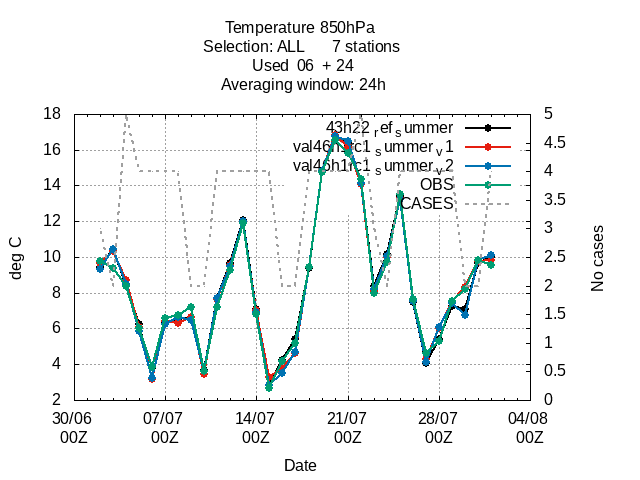 Temperature 850hPa
Selection: ALL 7 stations
Used 06 + 24
Averaging window: 24h
18 5
43h22refsummer
4.5
16 val46h1rc1summerv1
4
val46h1rc1summerv2
14 OBS
3.5
CASES
12 3
10 2.5
8 2
1.5
6
1
4
0.5
2 0
deg C
No cases
30/06 07/07 14/07 21/07 28/07 04/08
00Z 00Z 00Z 00Z 00Z 00Z
Date